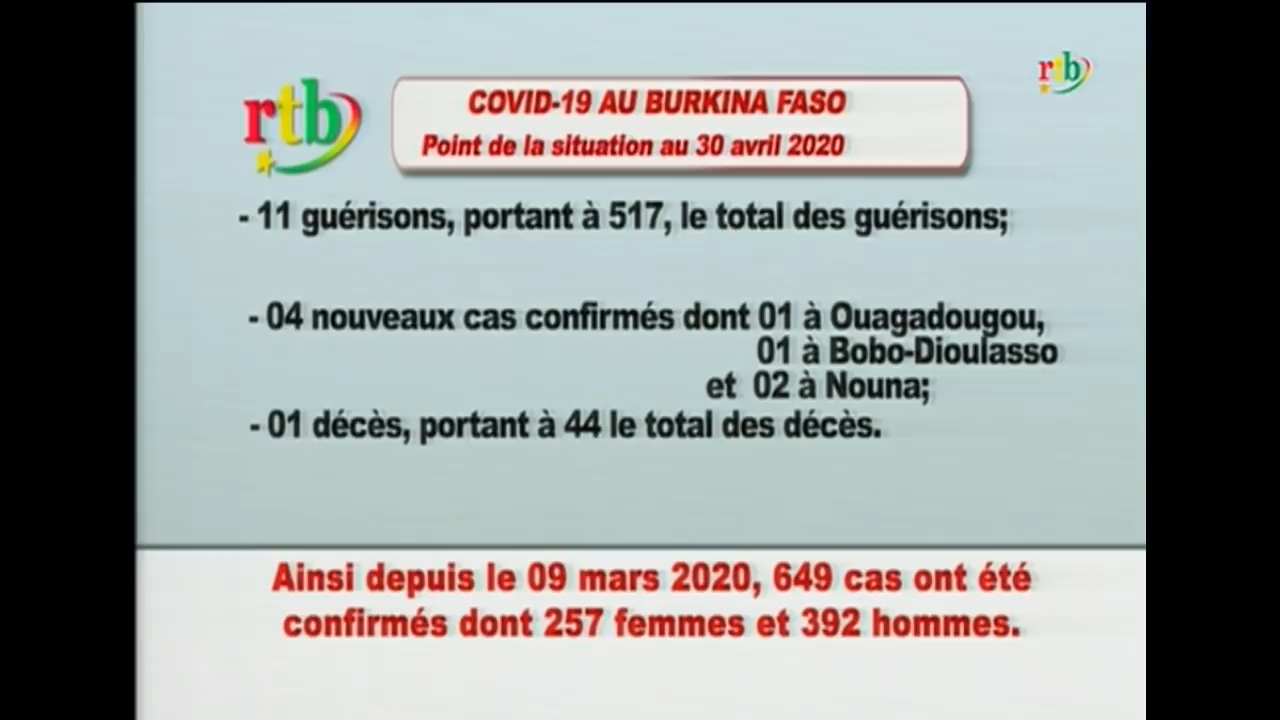 rtb
rtb
COVID-19 AU BURKINA FASO
Point de la situation au 30 avril 2020
- 11 guérisons, portant à 517, le total des guérisons;
- 04 nouveaux cas confirmés dont 01 à Ouagadougou,
01 à Bobo-Dioulasso
et 02 à Nouna;
- 01 décès, portant à 44 le total des décès.
Ainsi depuis le 09 mars 2020, 649 cas ont été
confirmés dont 257 femmes et 392 hommes.